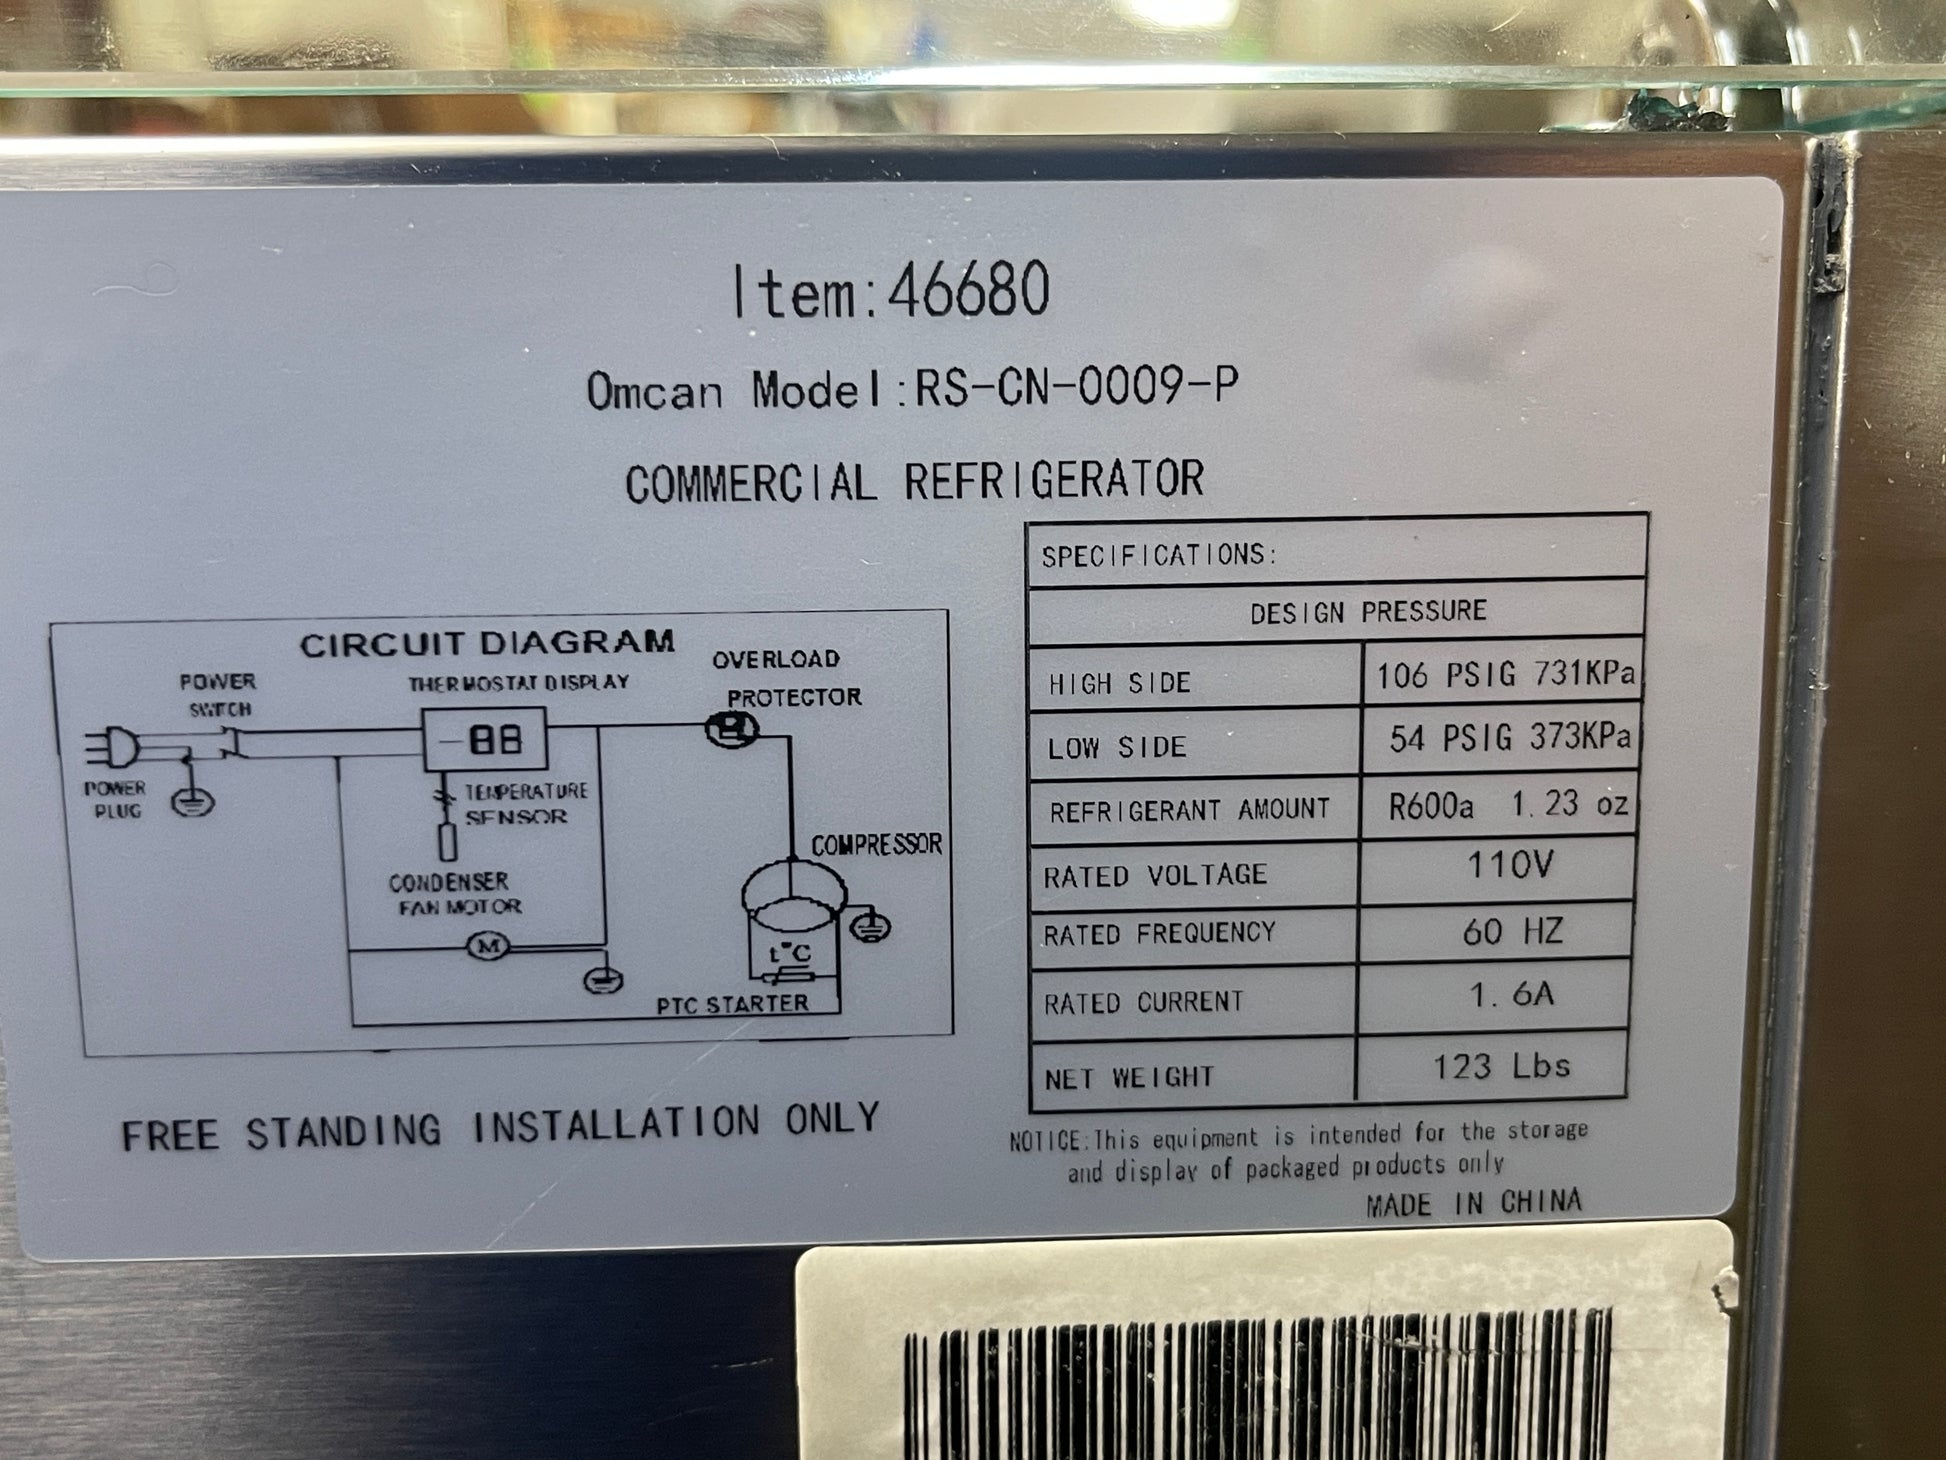 Item:46680
Omcan Model:RS-CN-0009-P
COMMERCIAL REFRIGERATOR
CIRCUIT DIAGRAM
POWER
SWITCH
THERMOSTAT DISPLAY
OVERLOAD
PROTECTOR
-88
POWER
PLUG
TEMPERATURE
SENSOR
COMPRESSOR
CONDENSER
FAN MOTOR
M
t°C
PTC STARTER
FREE STANDING INSTALLATION ONLY
SPECIFICATIONS:
DESIGN PRESSURE
HIGH SIDE 106 PSIG 731KPa
LOW SIDE 54 PSIG 373KPa
REFRIGERANT AMOUNT R600a 1.23 oz
RATED VOLTAGE 110V
RATED FREQUENCY 60 HZ
RATED CURRENT 1.6A
NET WEIGHT 123 Lbs
NOTICE:This equipment is intended for the storage
and display of packaged products only
MADE IN CHINA